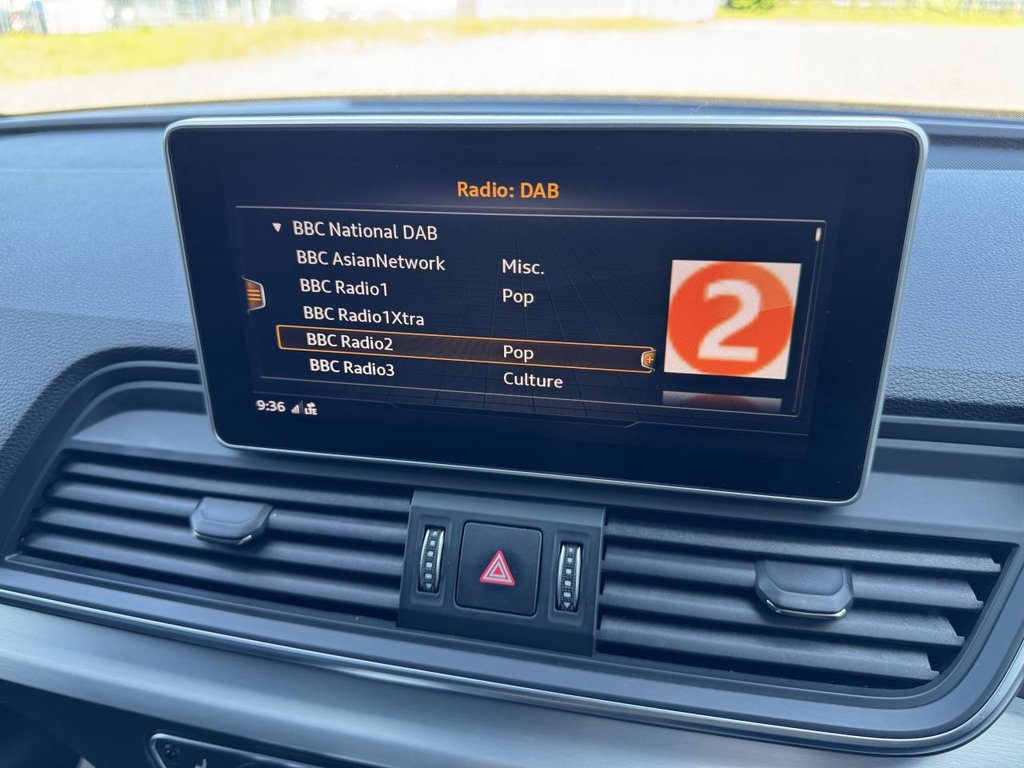 Radio: DAB
BBC National DAB
BBC AsianNetwork Misc.
BBC Radio1 Pop
BBC Radio1Xtra
BBC Radio2 Pop
BBC Radio3 Culture
2
9:36 LTE